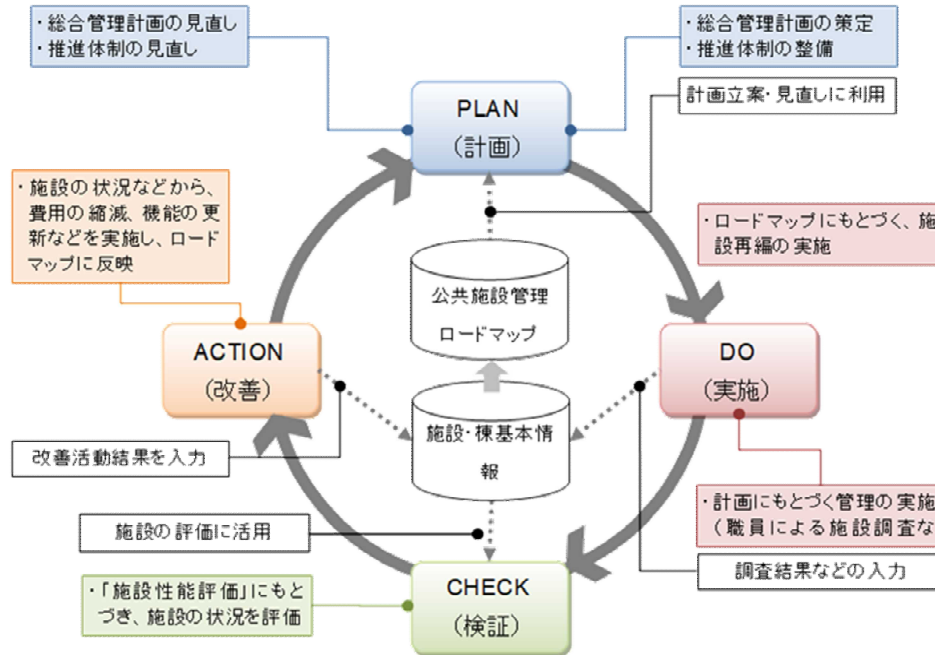 ・総合管理計画の見直し
・推進体制の見直し
・総合管理計画の策定
・推進体制の整備
計画立案・見直しに利用
PLAN
(計画)
・施設の状況などから、
費用の縮減、機能の更
新などを実施し、ロード
マップに反映
・ロードマップにもとづく、施
設再編の実施
公共施設管理
ロードマップ
ACTION
(改善)
DO
(実施)
施設・棟基本情
報
改善活動結果を入力
・計画にもとづく管理の実施
(職員による施設調査な
施設の評価に活用
調査結果などの入力
・「施設性能評価」にもと
づき、施設の状況を評価
CHECK
(検証)